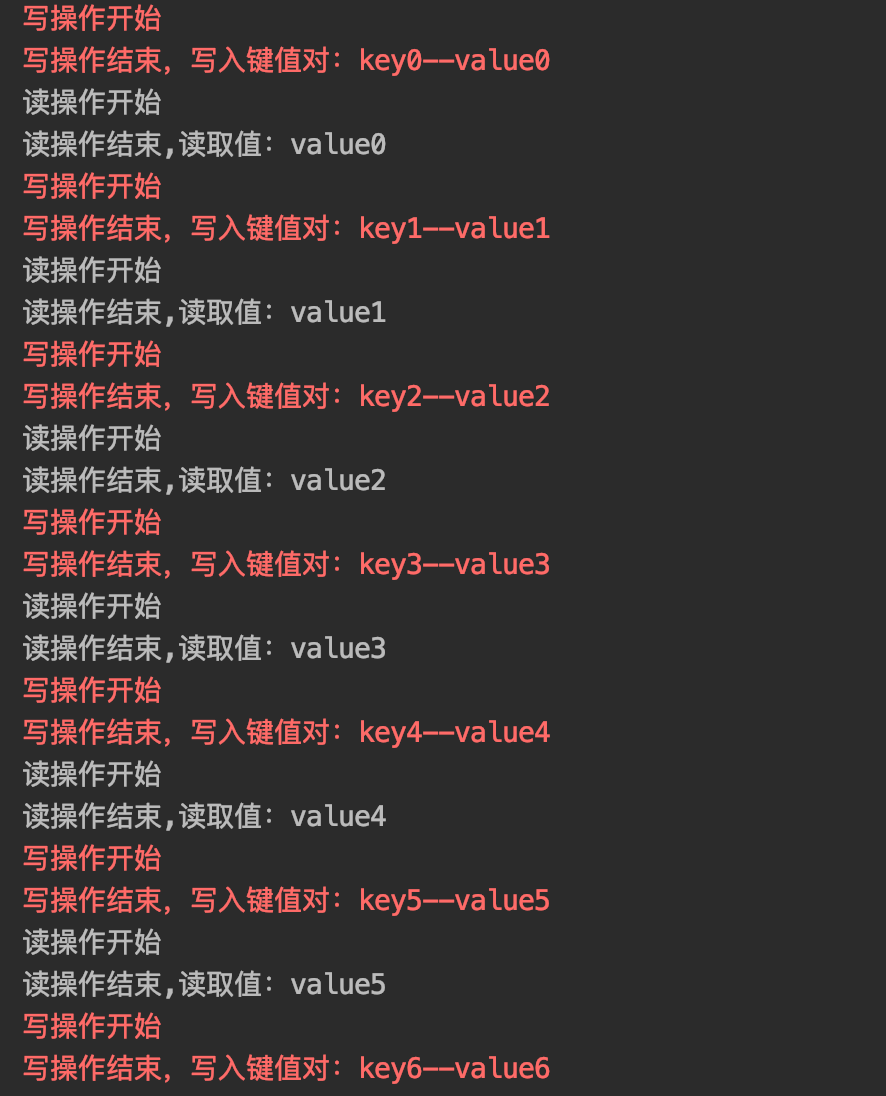 写操作开始
写操作结束，写入键值对：key0——value0
读操作开始
读操作结束,读取值：value0
写操作开始
写操作结束，写入键值对：key1——value1
读操作开始
读操作结束,读取值：value1
写操作开始
写操作结束，写入键值对：key2——value2
读操作开始
读操作结束,读取值：value2
写操作开始
写操作结束，写入键值对：key3——value3
读操作开始
读操作结束,读取值：value3
写操作开始
写操作结束，写入键值对：key4——value4
读操作开始
读操作结束,读取值：value4
写操作开始
写操作结束，写入键值对：key5——value5
读操作开始
读操作结束,读取值：value5
写操作开始
写操作结束，写入键值对：key6——value6